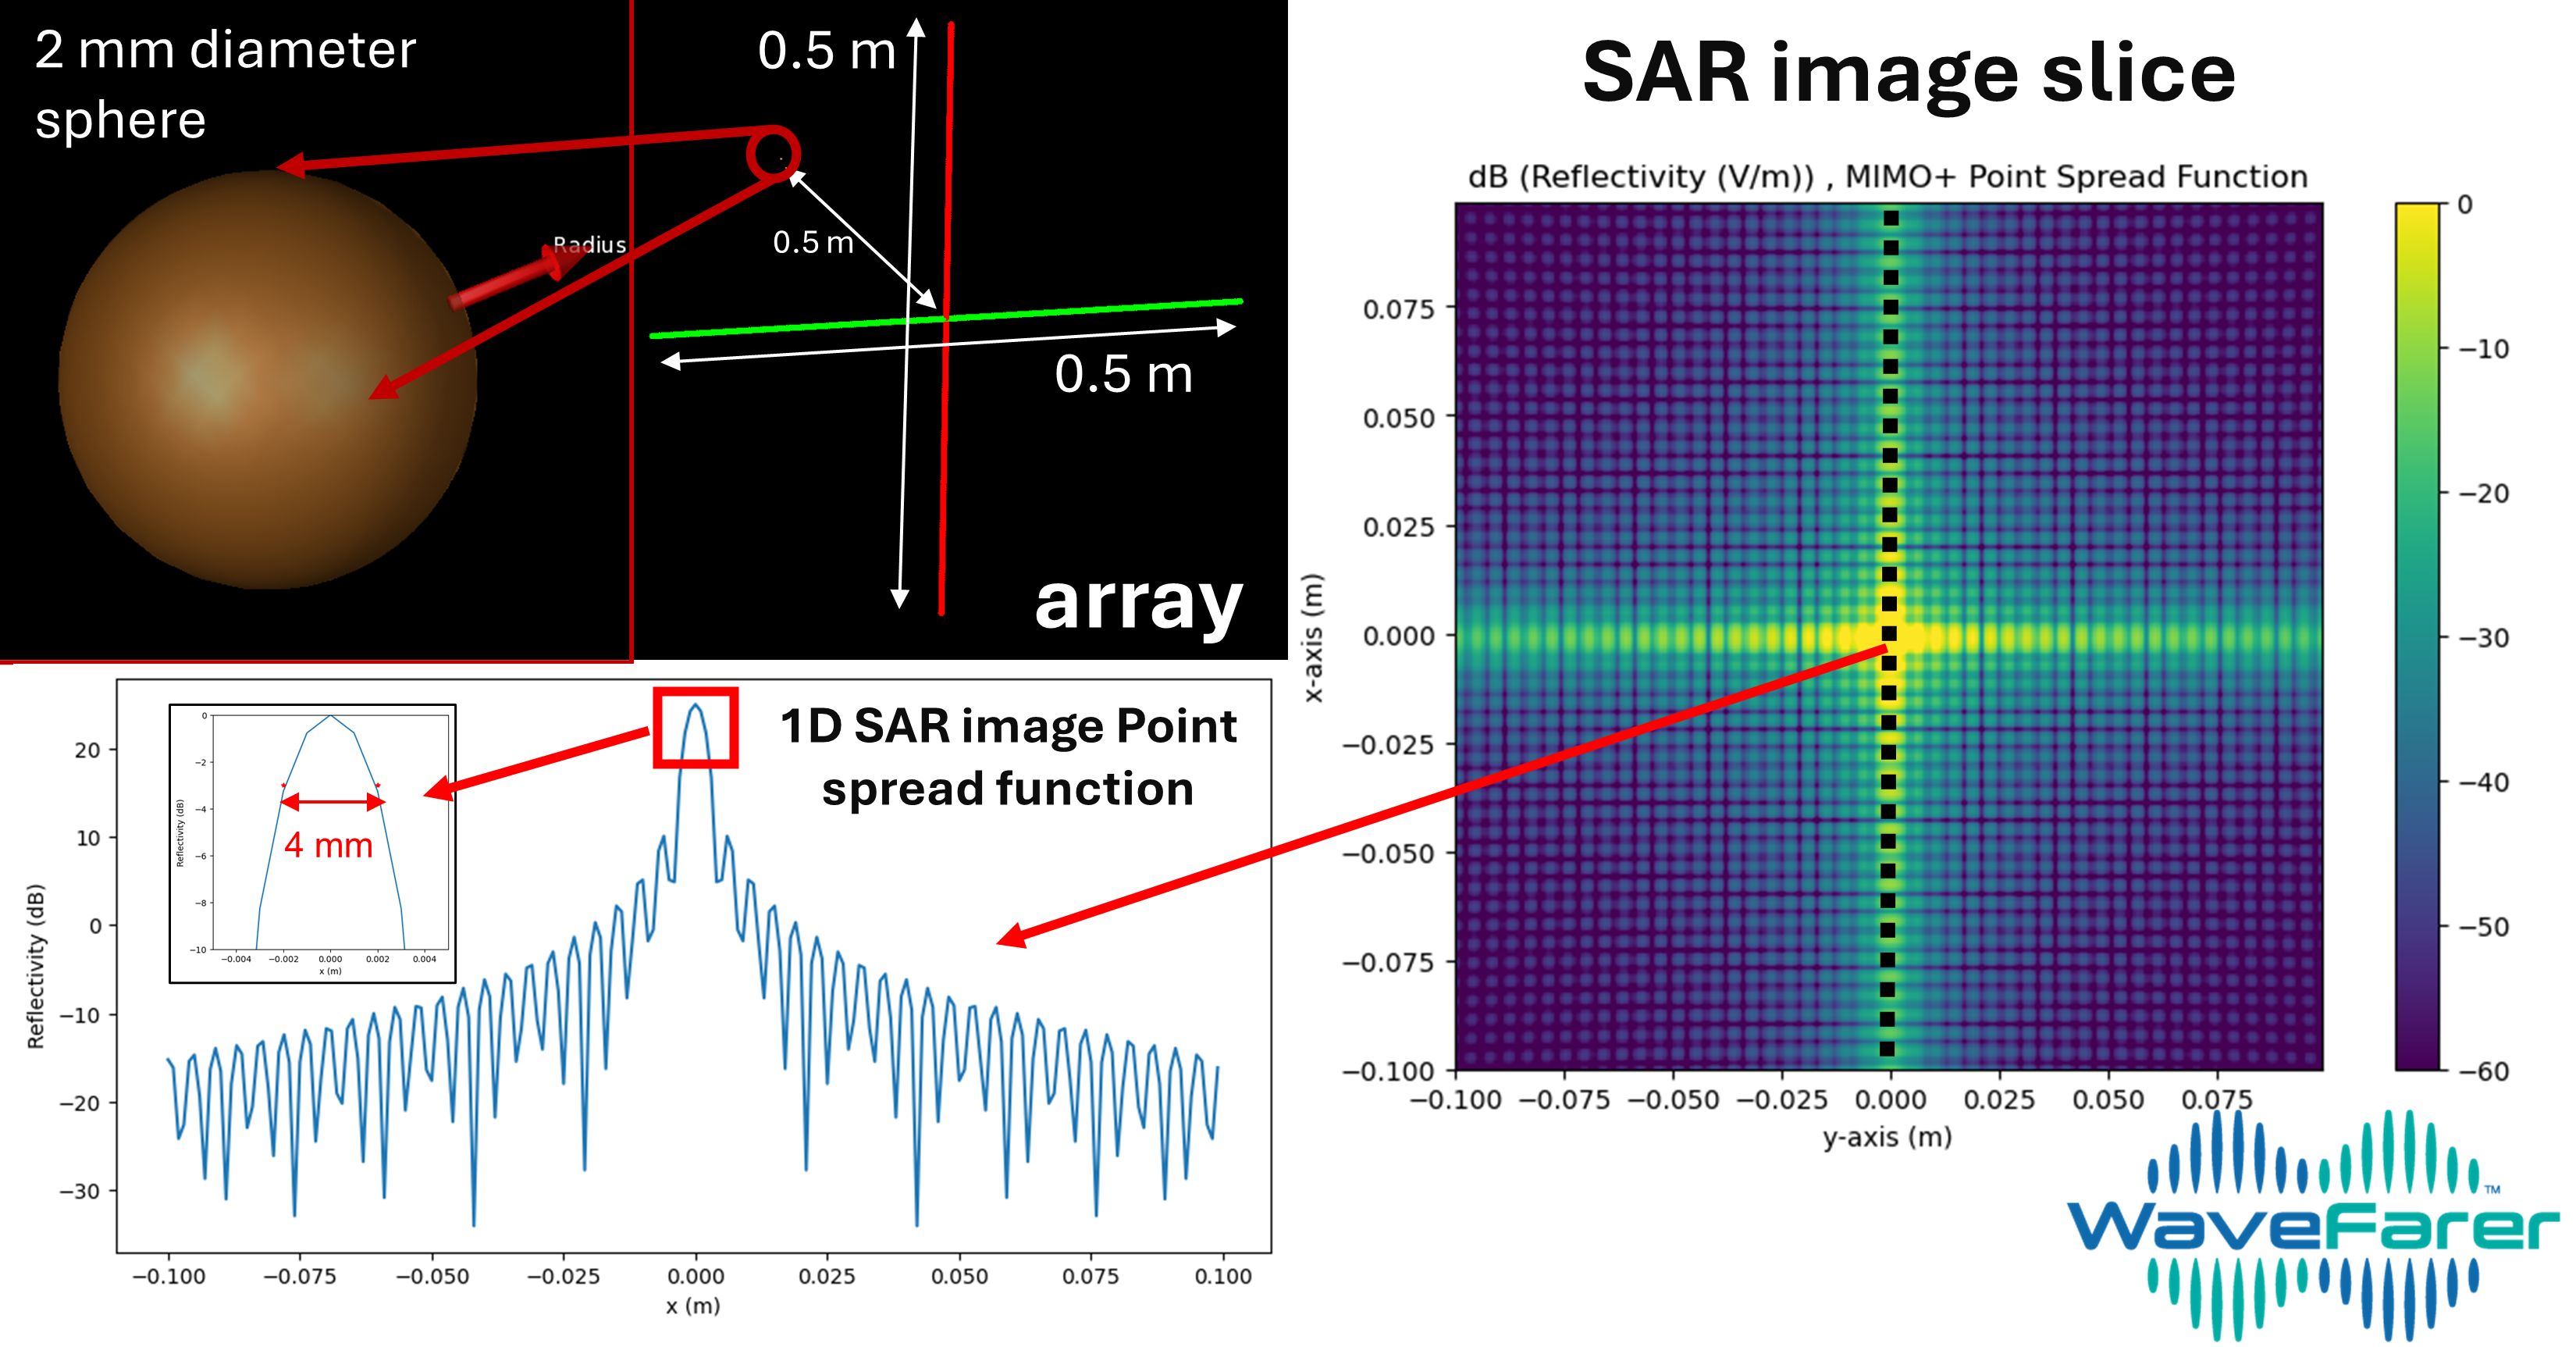 2 mm diameter
sphere
Radius
0.5 m
0.5 m
0.5 m
array
SAR image slice
dB (Reflectivity (V/m)) , MIMO+ Point Spread Function
x-axis (m)
0.075
0.050
0.025
0.000
−0.025
−0.050
−0.075
−0.100
−0.100 −0.075 −0.050 −0.025 0.000 0.025 0.050 0.075
y-axis (m)
0
−10
−20
−30
−40
−50
−60
1D SAR image Point
spread function
Reflectivity (dB)
20
10
0
−10
−20
−30
−0.100 −0.075 −0.050 −0.025 0.000 0.025 0.050 0.075 0.100
x (m)
Reflectivity (dB)
0
−2
−4
−6
−8
−10
4 mm
−0.004 −0.002 0.000 0.002 0.004
x (m)
WaveFarer™